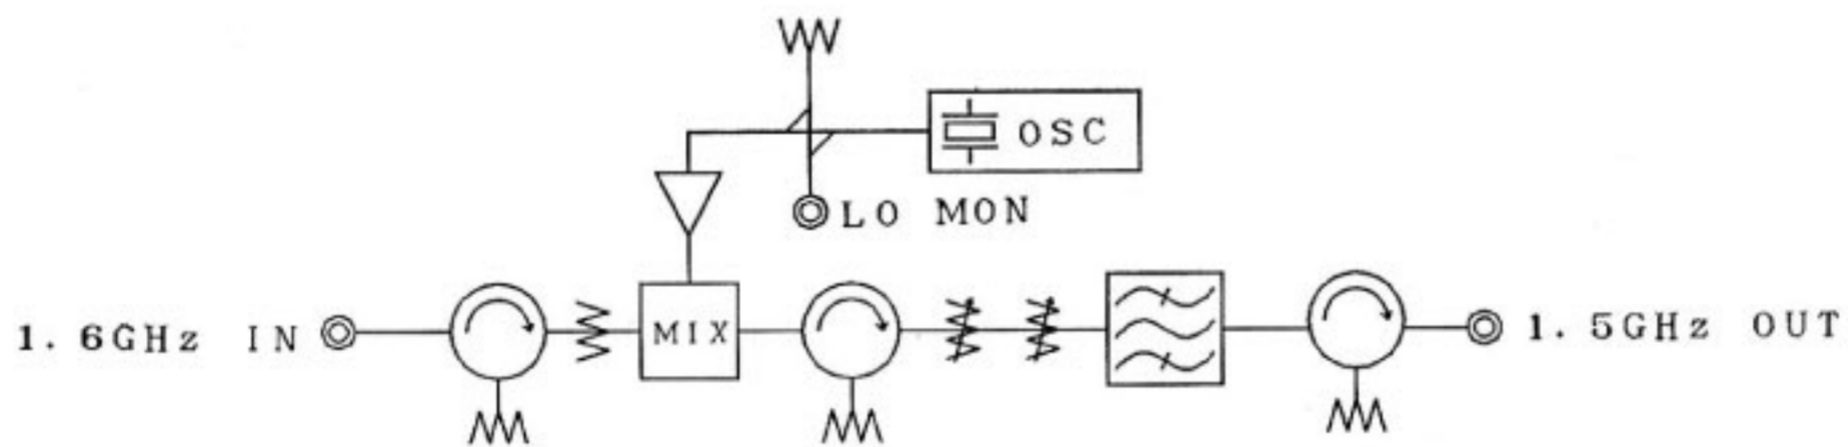 OSC
LO MON
1. 6GHz IN
MIX
1. 5GHz OUT